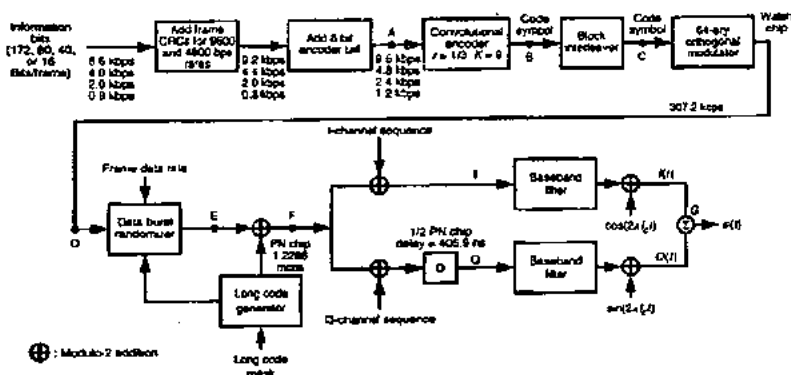 Information
bits
(172, 80, 40,
or 16
Bits/frame)
8.6 kbps
4.0 kbps
2.0 kbps
0.8 kbps
Add frame
CRCs for 9600
and 4800 bps
rates
9.2 kbps
4.4 kbps
2.0 kbps
0.8 kbps
Add 8 bit
encoder tail
A
9.6 kbps
4.8 kbps
2.4 kbps
1.2 kbps
Convolutional
encoder
r = 1/3 K = 9
Code
symbol
B
Block
interleaver
Code
symbol
C
64-ary
orthogonal
modulator
Walsh
chip
307.2 kcps
Frame data rate
D
Data burst
randomizer
E
F
PN chip
1.2288
mcps
Long code
generator
Long code
mask
I-channel sequence
I
Baseband
filter
I(t)
cos(2π f t)
1/2 PN chip
delay = 406.9 ns
D
Q
Baseband
filter
Q(t)
sin(2π f t)
Q-channel sequence
G
Σ
s(t)
⊕ : Modulo-2 addition